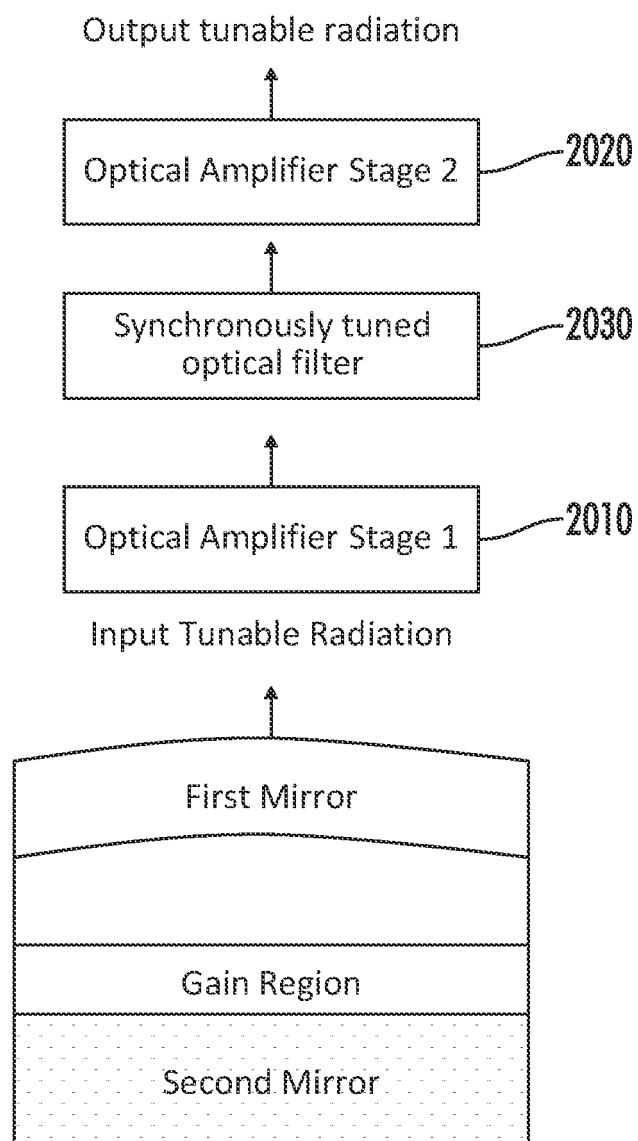 Output tunable radiation
Optical Amplifier Stage 2
2020
Synchronously tuned
optical filter
2030
Optical Amplifier Stage 1
2010
Input Tunable Radiation
First Mirror
Gain Region
Second Mirror